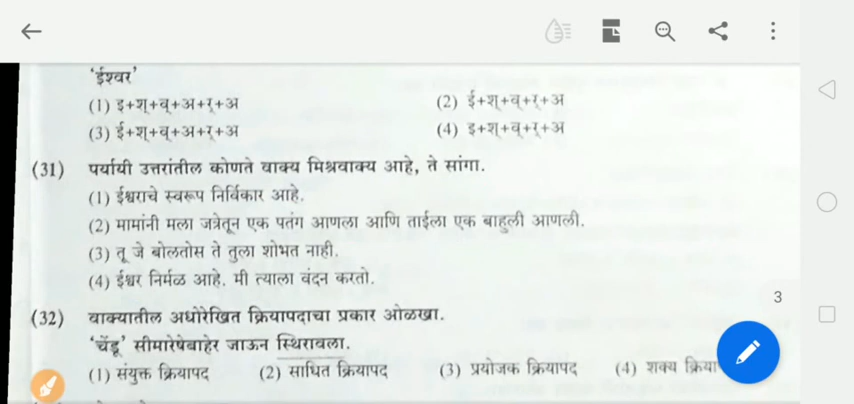 'ईश्वर'
(1) इ+श्+व्+अ+र्+अ (2) ई+श्+व्+र्+अ
(3) ई+श्+व्+अ+र्+अ (4) इ+श्+व्+र्+अ
(31) पर्यायी उत्तरांतील कोणते वाक्य मिश्रवाक्य आहे, ते सांगा.
(1) ईश्वराचे स्वरूप निर्विकार आहे.
(2) मामांनी मला जत्रेतून एक पतंग आणला आणि ताईला एक बाहुली आणली.
(3) तू जे बोलतोस ते तुला शोभत नाही.
(4) ईश्वर निर्मळ आहे. मी त्याला वंदन करतो.
3
(32) वाक्यातील अधोरेखित क्रियापदाचा प्रकार ओळखा.
'चेंडू' सीमारेषेबाहेर जाऊन स्थिरावला.
(1) संयुक्त क्रियापद (2) साधित क्रियापद (3) प्रयोजक क्रियापद (4) शक्य क्रिया